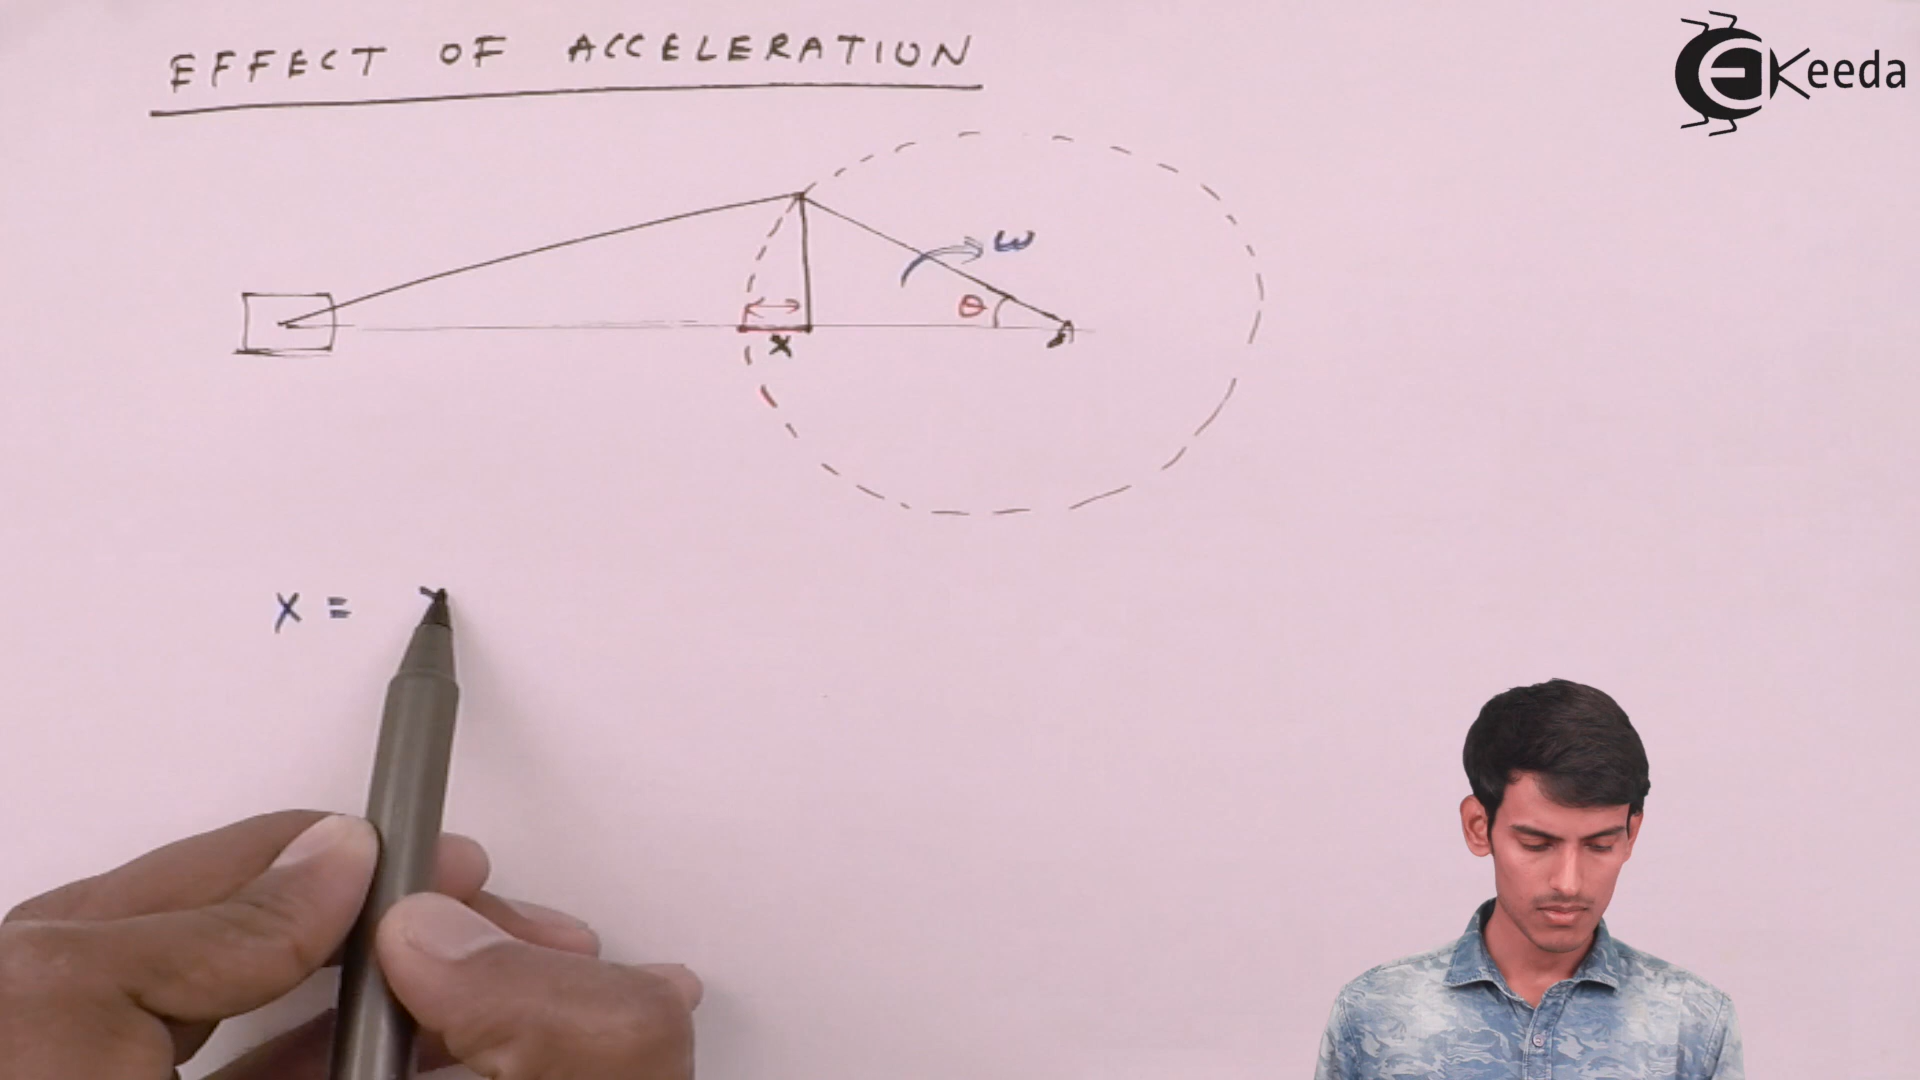 EFFECT OF ACCELERATION
Keeda
ω
θ
x
x =